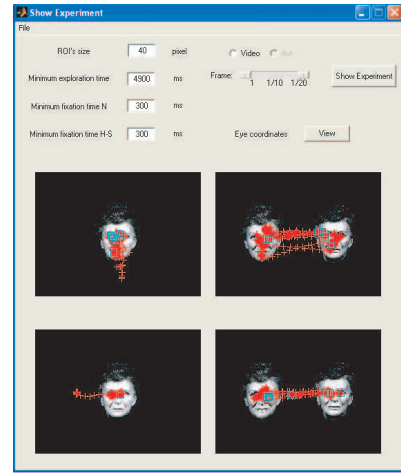 Show Experiment
File
ROI's size 40 pixel
Video Avi
Minimum exploration time 4900 ms
Frame: 1 1/10 1/20
Show Experiment
Minimum fixation time N 300 ms
Minimum fixation time H-S 300 ms
Eye coordinates View